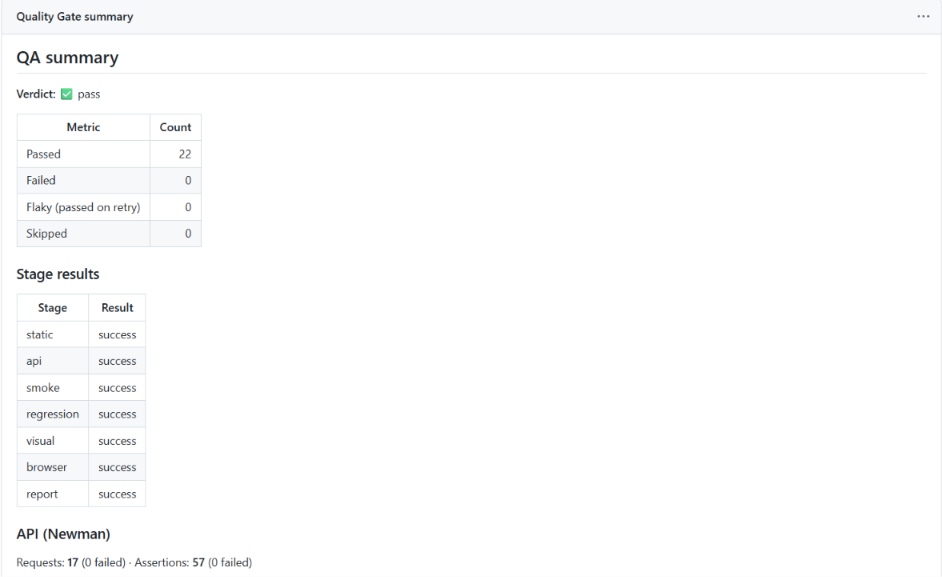 Quality Gate summary
...
QA summary
Verdict: ✅ pass
Metric Count
Passed 22
Failed 0
Flaky (passed on retry) 0
Skipped 0
Stage results
Stage Result
static success
api success
smoke success
regression success
visual success
browser success
report success
API (Newman)
Requests: 17 (0 failed) · Assertions: 57 (0 failed)